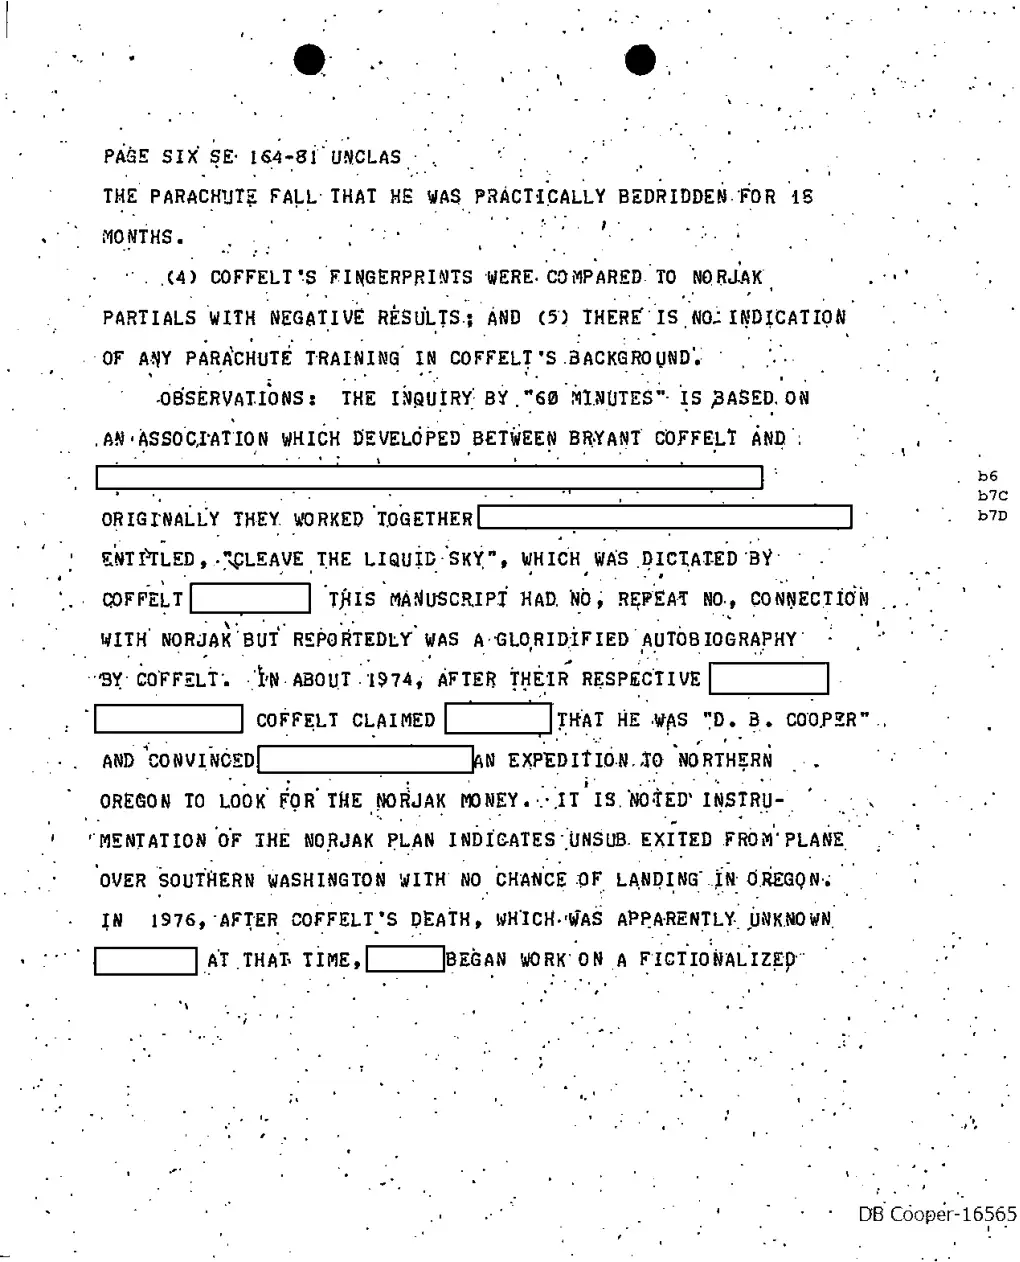 PAGE SIX SE 164-81 UNCLAS
THE PARACHUTE FALL THAT HE WAS PRACTICALLY BEDRIDDEN FOR 18
MONTHS.
(4) COFFELT'S FINGERPRINTS WERE COMPARED TO NORJAK
PARTIALS WITH NEGATIVE RESULTS; AND (5) THERE IS NO INDICATION
OF ANY PARACHUTE TRAINING IN COFFELT'S BACKGROUND.
OBSERVATIONS: THE INQUIRY BY "60 MINUTES" IS BASED ON
AN ASSOCIATION WHICH DEVELOPED BETWEEN BRYANT COFFELT AND
b6
b7C
ORIGINALLY THEY WORKED TOGETHER b7D
ENTITLED, "CLEAVE THE LIQUID SKY", WHICH WAS DICTATED BY
COFFELT THIS MANUSCRIPT HAD NO, REPEAT NO, CONNECTION
WITH NORJAK BUT REPORTEDLY WAS A GLORIDIFIED AUTOBIOGRAPHY
BY COFFELT. IN ABOUT 1974, AFTER THEIR RESPECTIVE
COFFELT CLAIMED THAT HE WAS "D. B. COOPER"
AND CONVINCED AN EXPEDITION TO NORTHERN
OREGON TO LOOK FOR THE NORJAK MONEY. IT IS NOTED INSTRU-
MENTATION OF THE NORJAK PLAN INDICATES UNSUB EXITED FROM PLANE
OVER SOUTHERN WASHINGTON WITH NO CHANCE OF LANDING IN OREGON.
IN 1976, AFTER COFFELT'S DEATH, WHICH WAS APPARENTLY UNKNOWN
AT THAT TIME, BEGAN WORK ON A FICTIONALIZED
DB Cooper-16565